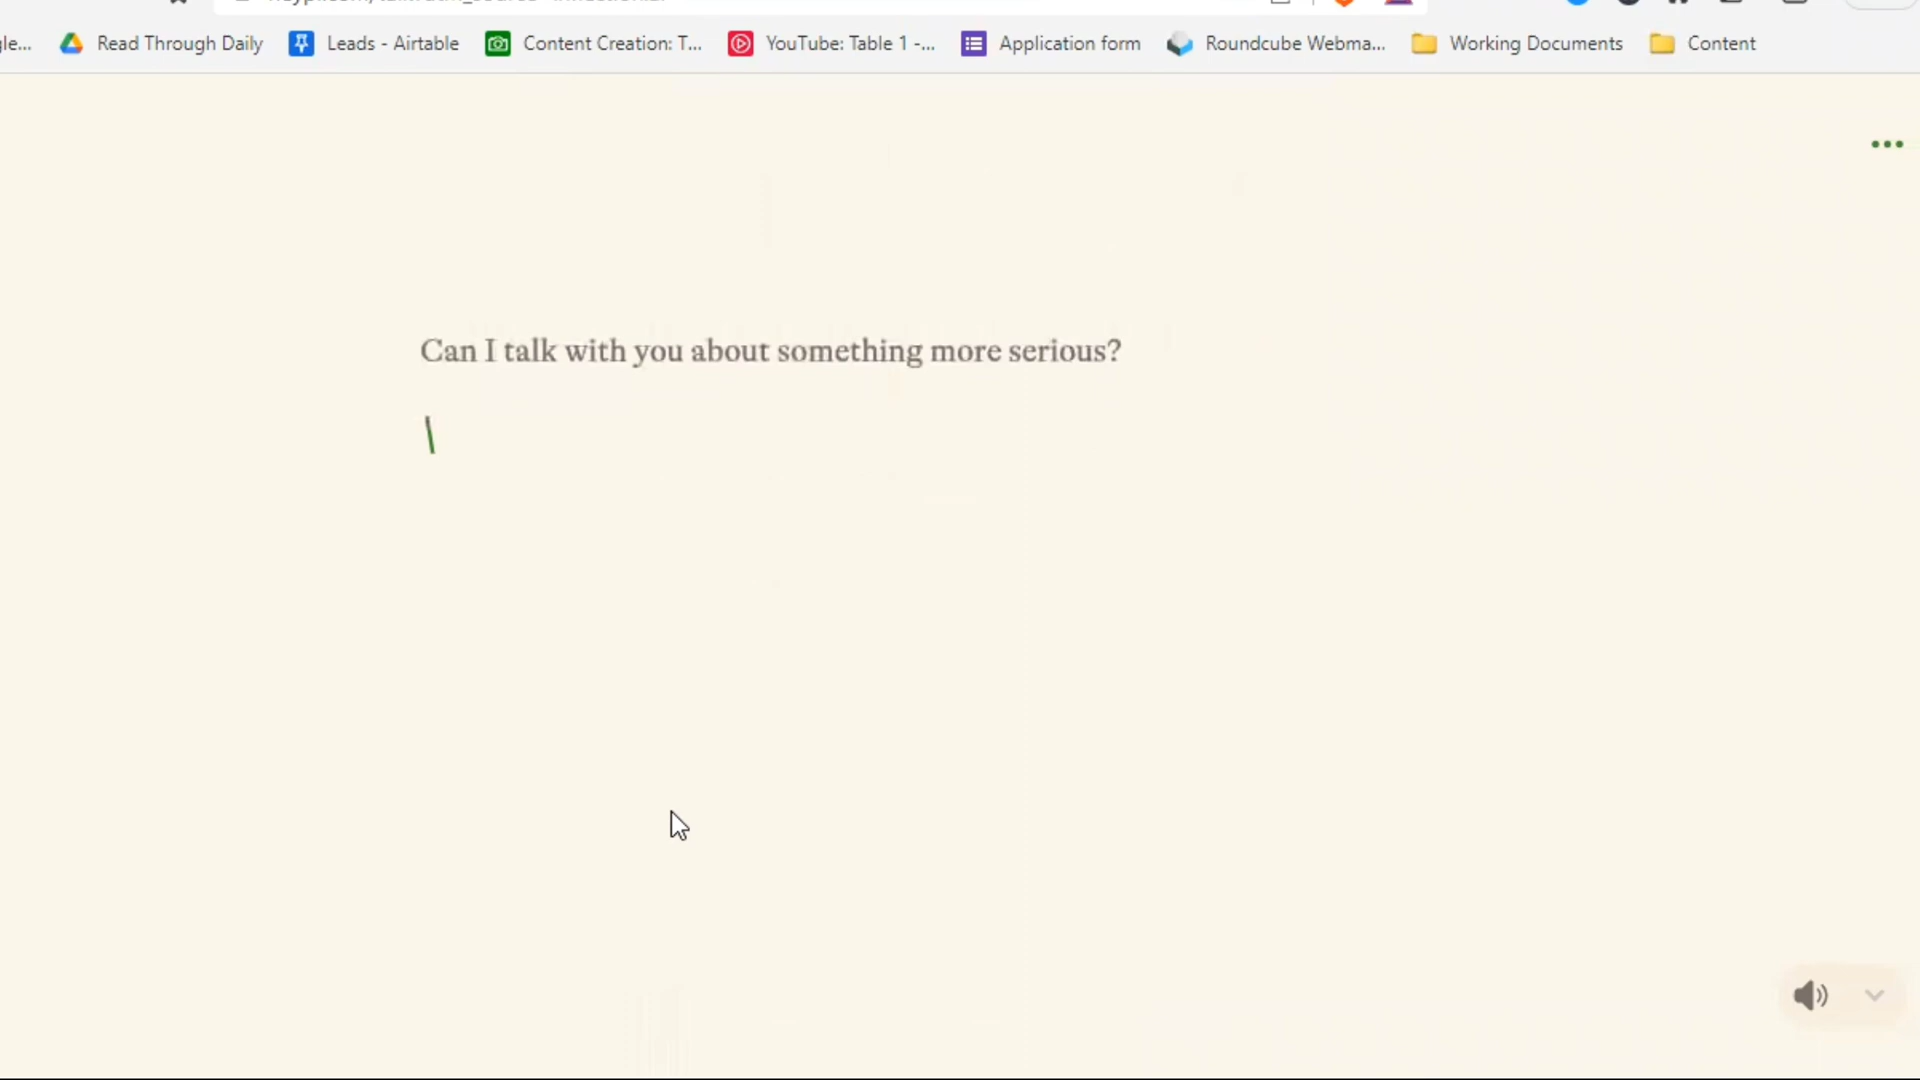 le...
Read Through Daily
Leads - Airtable
Content Creation: T...
YouTube: Table 1 -...
Application form
Roundcube Webma...
Working Documents
Content
Can I talk with you about something more serious?